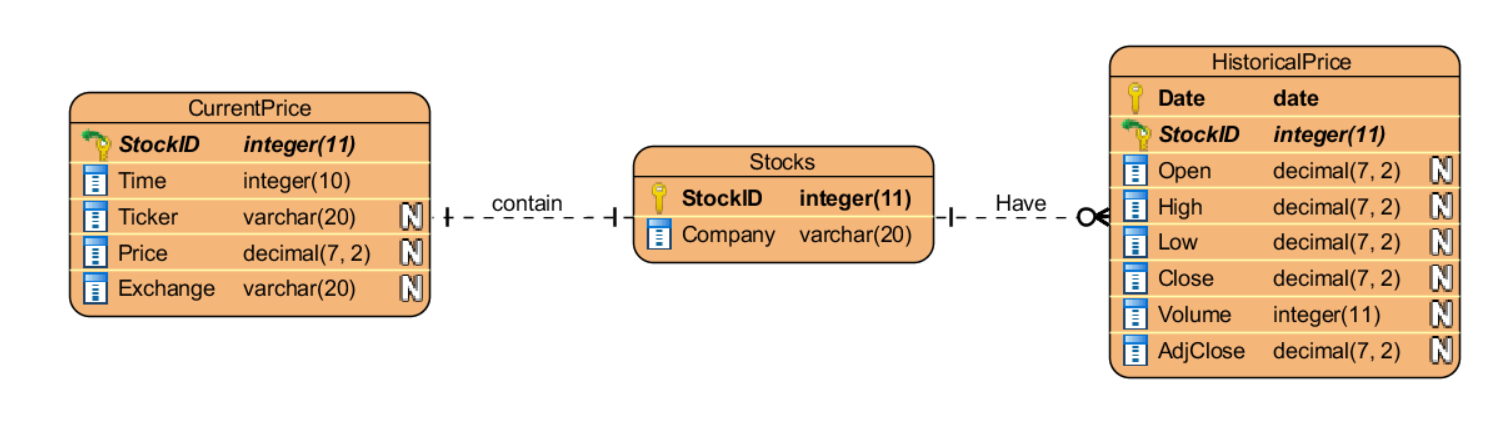 CurrentPrice
StockID integer(11)
Time integer(10)
Ticker varchar(20) N
Price decimal(7, 2) N
Exchange varchar(20) N
contain
Stocks
StockID integer(11)
Company varchar(20)
Have
HistoricalPrice
Date date
StockID integer(11)
Open decimal(7, 2) N
High decimal(7, 2) N
Low decimal(7, 2) N
Close decimal(7, 2) N
Volume integer(11) N
AdjClose decimal(7, 2) N